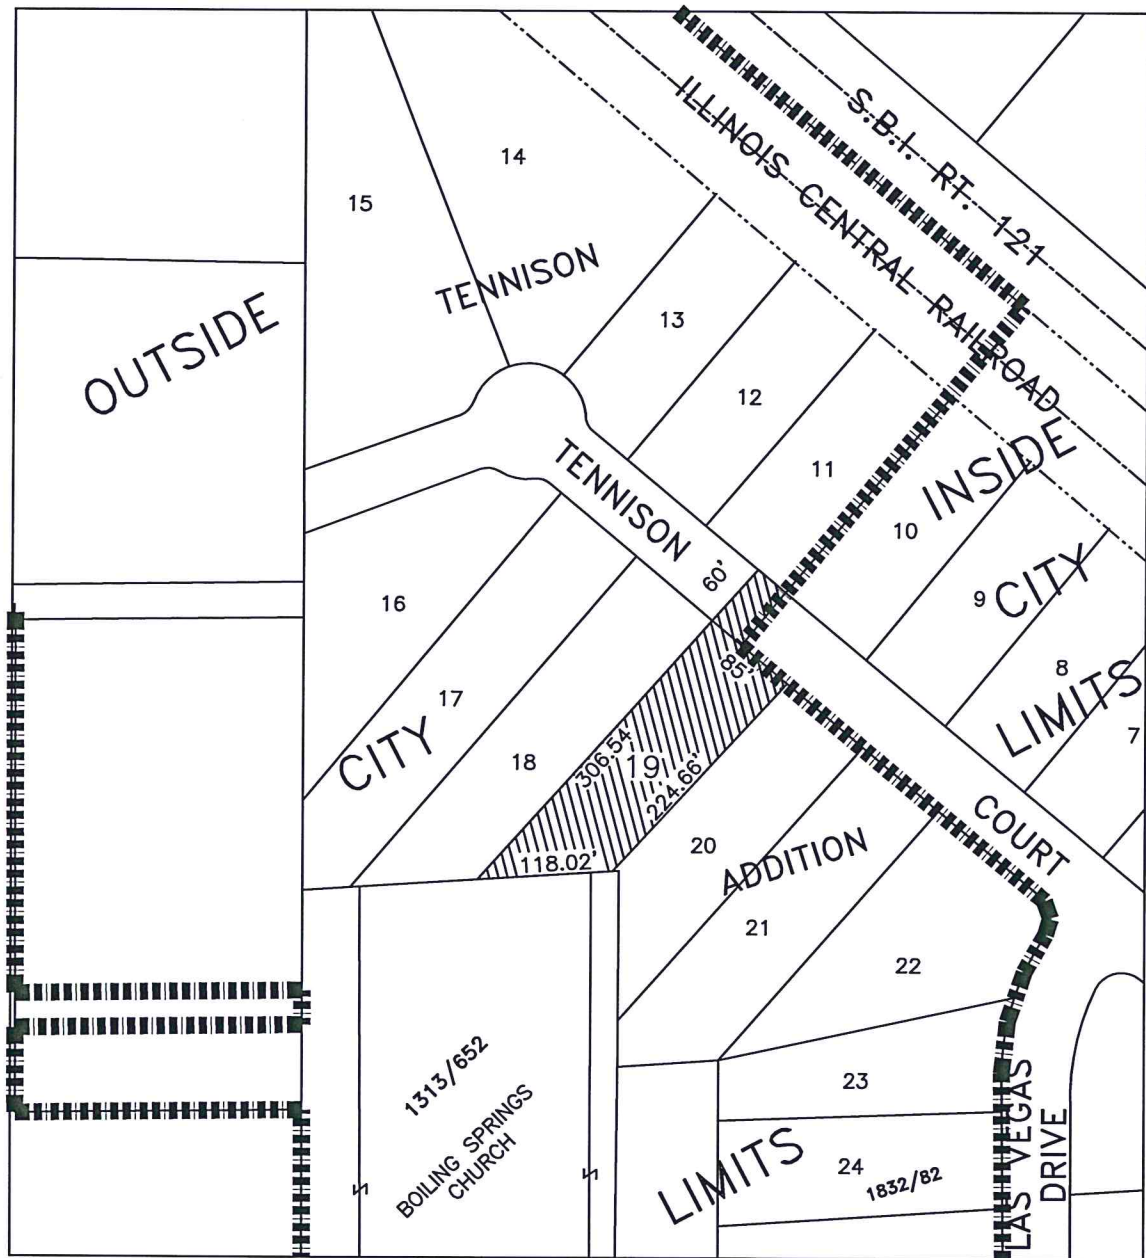 S.B.I. RT. 121
ILLINOIS CENTRAL RAILROAD
14
15
TENNISON
OUTSIDE
13
12
TENNISON
11
INSIDE
10
60'
CITY
9
16
85'
8
LIMITS
17
7
CITY
18
306.54'
19
224.66'
COURT
118.02'
20
ADDITION
21
22
1313/652
BOILING SPRINGS
CHURCH
23
LAS VEGAS
DRIVE
LIMITS
24
1832/82